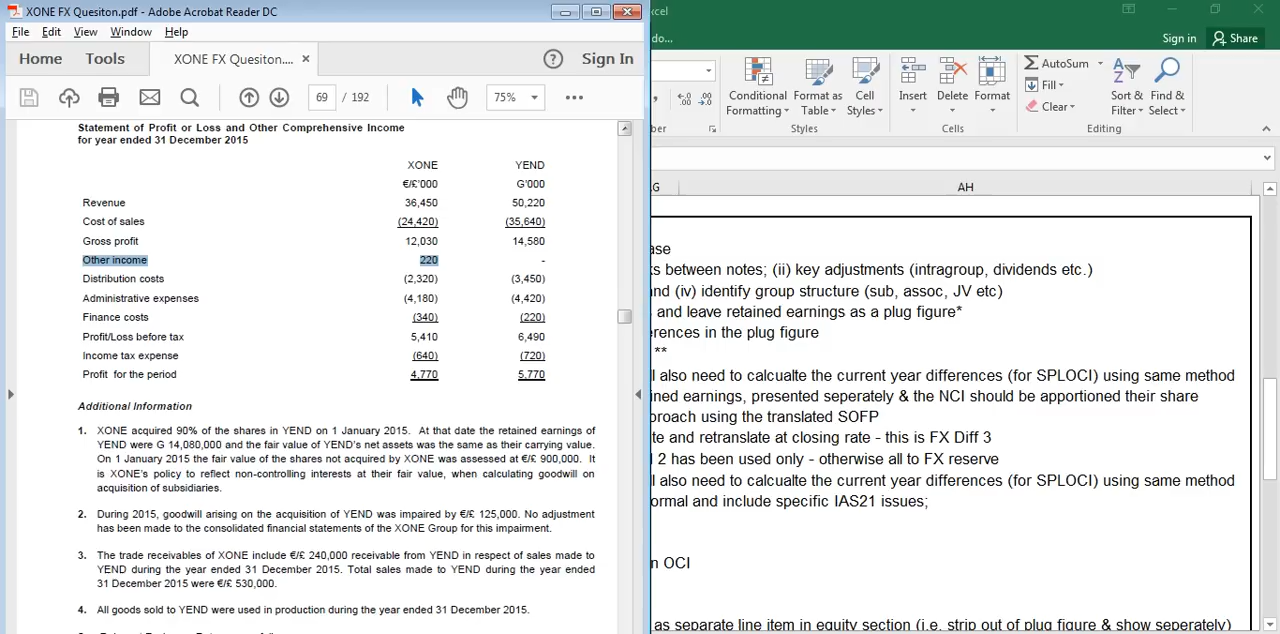 XONE FX Quesiton.pdf - Adobe Acrobat Reader DC
File Edit View Window Help
Home Tools XONE FX Quesiton.... × ? Sign In
69 / 192 75%
Statement of Profit or Loss and Other Comprehensive Income
for year ended 31 December 2015
XONE YEND
€/£'000 G'000
Revenue 36,450 50,220
Cost of sales (24,420) (35,640)
Gross profit 12,030 14,580
Other income 220 -
Distribution costs (2,320) (3,450)
Administrative expenses (4,180) (4,420)
Finance costs (340) (220)
Profit/Loss before tax 5,410 6,490
Income tax expense (640) (720)
Profit for the period 4,770 5,770
Additional Information
1. XONE acquired 90% of the shares in YEND on 1 January 2015. At that date the retained earnings of
YEND were G 14,080,000 and the fair value of YEND's net assets was the same as their carrying value.
On 1 January 2015 the fair value of the shares not acquired by XONE was assessed at €/£ 900,000. It
is XONE's policy to reflect non-controlling interests at their fair value, when calculating goodwill on
acquisition of subsidiaries.
2. During 2015, goodwill arising on the acquisition of YEND was impaired by €/£ 125,000. No adjustment
has been made to the consolidated financial statements of the XONE Group for this impairment.
3. The trade receivables of XONE include €/£ 240,000 receivable from YEND in respect of sales made to
YEND during the year ended 31 December 2015. Total sales made to YEND during the year ended
31 December 2015 were €/£ 530,000.
4. All goods sold to YEND were used in production during the year ended 31 December 2015.
xcel
do...
Sign in Share
Conditional Formatting
Format as Table
Cell Styles
Insert Delete Format
AutoSum
Fill
Clear
Sort & Filter
Find & Select
ber Styles Cells Editing
G AH
ase
ks between notes; (ii) key adjustments (intragroup, dividends etc.)
and (iv) identify group structure (sub, assoc, JV etc)
and leave retained earnings as a plug figure*
erences in the plug figure
**
l also need to calcualte the current year differences (for SPLOCI) using same method
ined earnings, presented seperately & the NCI should be apportioned their share
proach using the translated SOFP
te and retranslate at closing rate - this is FX Diff 3
2 has been used only - otherwise all to FX reserve
l also need to calcualte the current year differences (for SPLOCI) using same method
ormal and include specific IAS21 issues;
n OCI
as separate line item in equity section (i.e. strip out of plug figure & show seperately)